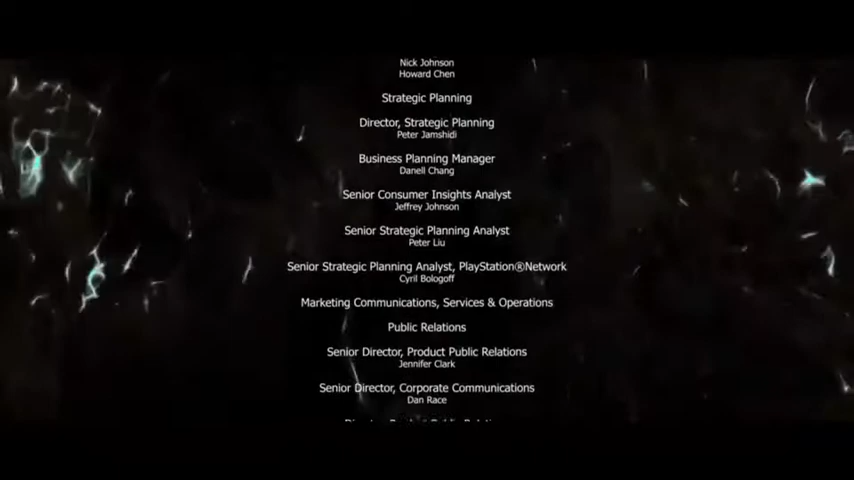 Nick Johnson
Howard Chen
Strategic Planning
Director, Strategic Planning
Peter Jamshidi
Business Planning Manager
Danell Chang
Senior Consumer Insights Analyst
Jeffrey Johnson
Senior Strategic Planning Analyst
Peter Liu
Senior Strategic Planning Analyst, PlayStation®Network
Cyril Bologoff
Marketing Communications, Services & Operations
Public Relations
Senior Director, Product Public Relations
Jennifer Clark
Senior Director, Corporate Communications
Dan Race